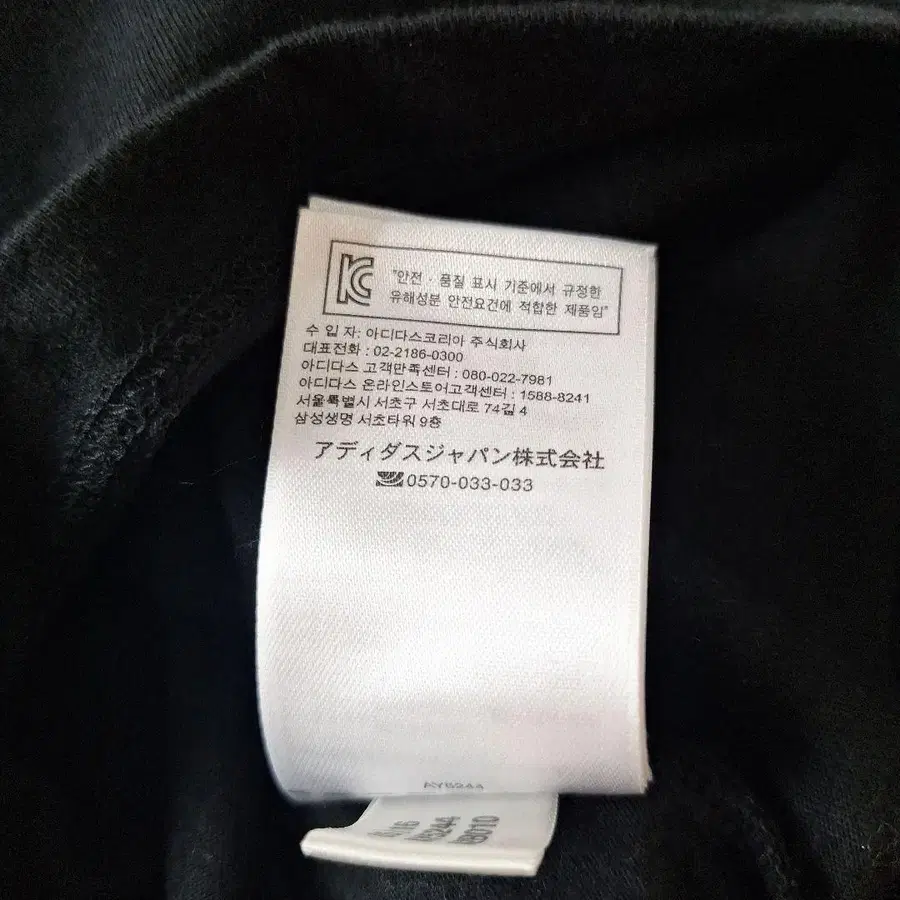 KC
"안전 · 품질 표시 기준에서 규정한
유해성분 안전요건에 적합한 제품임"
수 입 자: 아디다스코리아 주식회사
대표전화 : 02-2186-0300
아디다스 고객만족센터 : 080-022-7981
아디다스 온라인스토어고객센터 : 1588-8241
서울특별시 서초구 서초대로 74길 4
삼성생명 서초타워 9층
アディダスジャパン株式会社
0570-033-033